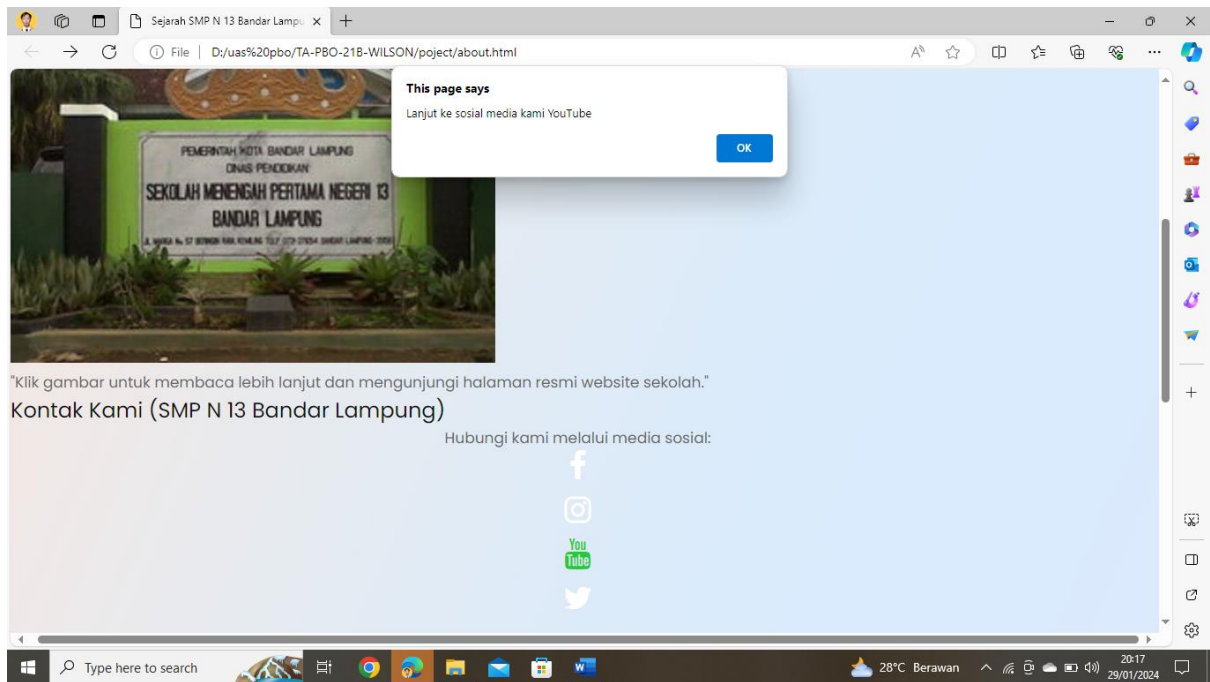 Sejarah SMP N 13 Bandar Lampu
File | D:/uas%20pbo/TA-PBO-21B-WILSON/poject/about.html
This page says
Lanjut ke sosial media kami YouTube
OK
PEMERINTAH KOTA BANDAR LAMPUNG
DINAS PENDIDIKAN
SEKOLAH MENENGAH PERTAMA NEGERI 13
BANDAR LAMPUNG
"Klik gambar untuk membaca lebih lanjut dan mengunjungi halaman resmi website sekolah."
Kontak Kami (SMP N 13 Bandar Lampung)
Hubungi kami melalui media sosial:
You
Tube
Type here to search
28°C Berawan
20:17
29/01/2024